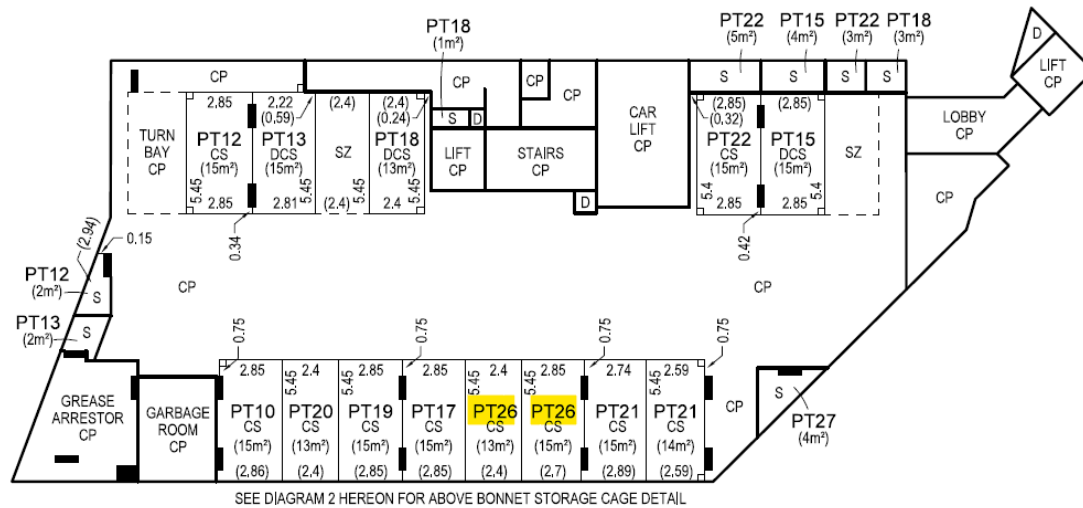 PT18
(1m²)
PT22
(5m²)
PT15
(4m²)
PT22
(3m²)
PT18
(3m²)
D
LIFT
CP
CP
CP
CP
CP
S
S
S
S
2.85
2.22
(0.59)
(2.4)
(2.4)
(0.24)
S
D
(2.85)
(0.32)
(2.85)
TURN
BAY
CP
PT12
CS
(15m²)
5.45
2.85
PT13
DCS
(15m²)
2.81
SZ
(2.4)
5.45
PT18
DCS
(13m²)
5.45
2.4
LIFT
CP
STAIRS
CP
D
CAR
LIFT
CP
PT22
CS
(15m²)
5.4
2.85
PT15
DCS
(15m²)
5.4
2.85
SZ
LOBBY
CP
CP
0.34
0.42
(2.94)
0.15
PT12
(2m²)
S
PT13
(2m²)
S
CP
CP
0.75
0.75
0.75
0.75
2.85
2.4
2.85
2.85
2.4
2.85
2.74
2.59
5.45
5.45
5.45
5.45
5.45
GREASE
ARRESTOR
CP
GARBAGE
ROOM
CP
PT10
CS
(15m²)
(2.86)
PT20
CS
(13m²)
(2.4)
PT19
CS
(15m²)
(2.85)
PT17
CS
(15m²)
(2.85)
PT26
CS
(13m²)
(2.4)
PT26
CS
(15m²)
(2.7)
PT21
CS
(15m²)
(2.89)
PT21
CS
(14m²)
(2.59)
CP
S
PT27
(4m²)
SEE DIAGRAM 2 HEREON FOR ABOVE BONNET STORAGE CAGE DETAIL